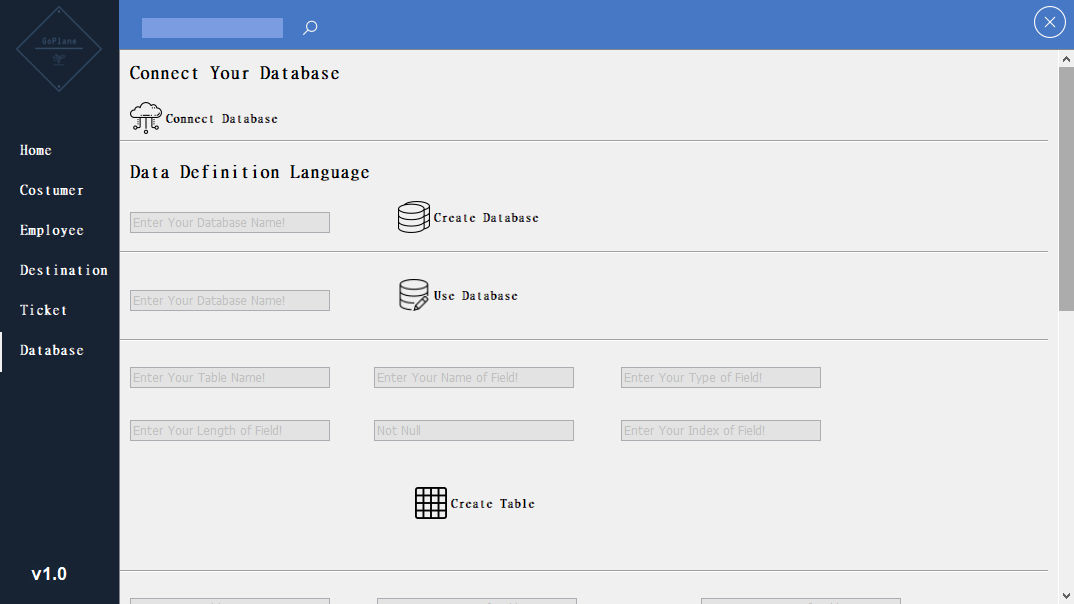 GoPlane
Home
Costumer
Employee
Destination
Ticket
Database
v1.0
Connect Your Database
Connect Database
Data Definition Language
Enter Your Database Name!
Create Database
Enter Your Database Name!
Use Database
Enter Your Table Name!
Enter Your Name of Field!
Enter Your Type of Field!
Enter Your Length of Field!
Not Null
Enter Your Index of Field!
Create Table